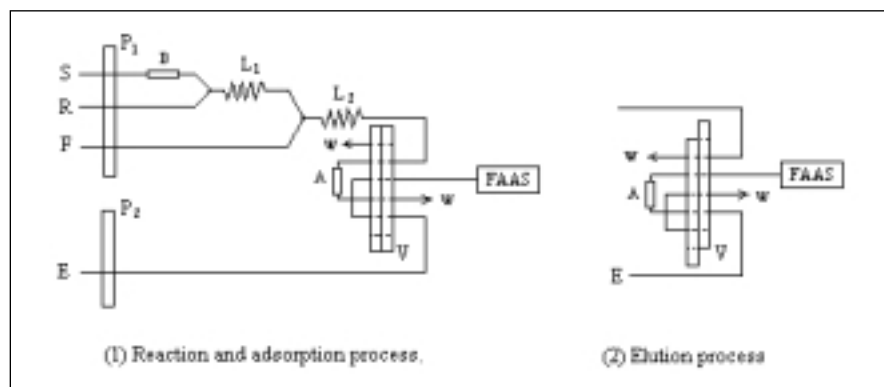 P1
B
L1
S
L2
R
F
W
W
A
FAAS
W
W
A
FAAS
P2
V
V
E
E
(1) Reaction and adsorption process.
(2) Elution process